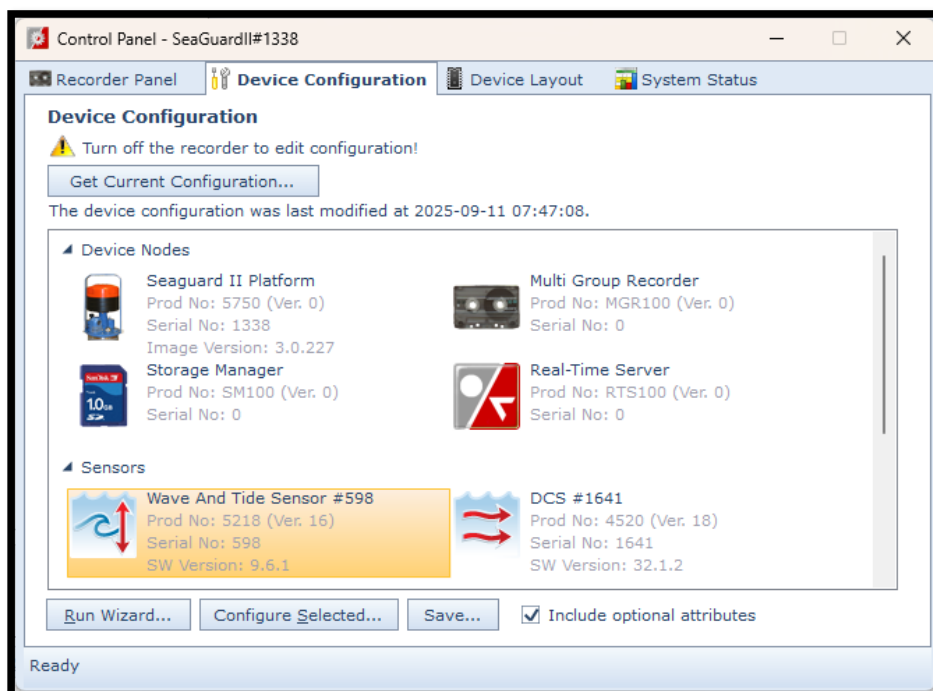 Control Panel - SeaGuardII#1338
Recorder Panel
Device Configuration
Device Layout
System Status
Device Configuration
Turn off the recorder to edit configuration!
Get Current Configuration...
The device configuration was last modified at 2025-09-11 07:47:08.
Device Nodes
Seaguard II Platform
Prod No: 5750 (Ver. 0)
Serial No: 1338
Image Version: 3.0.227
Multi Group Recorder
Prod No: MGR100 (Ver. 0)
Serial No: 0
Storage Manager
Prod No: SM100 (Ver. 0)
Serial No: 0
SanDisk
1.0GB
Real-Time Server
Prod No: RTS100 (Ver. 0)
Serial No: 0
Sensors
Wave And Tide Sensor #598
Prod No: 5218 (Ver. 16)
Serial No: 598
SW Version: 9.6.1
DCS #1641
Prod No: 4520 (Ver. 18)
Serial No: 1641
SW Version: 32.1.2
Run Wizard...
Configure Selected...
Save...
Include optional attributes
Ready